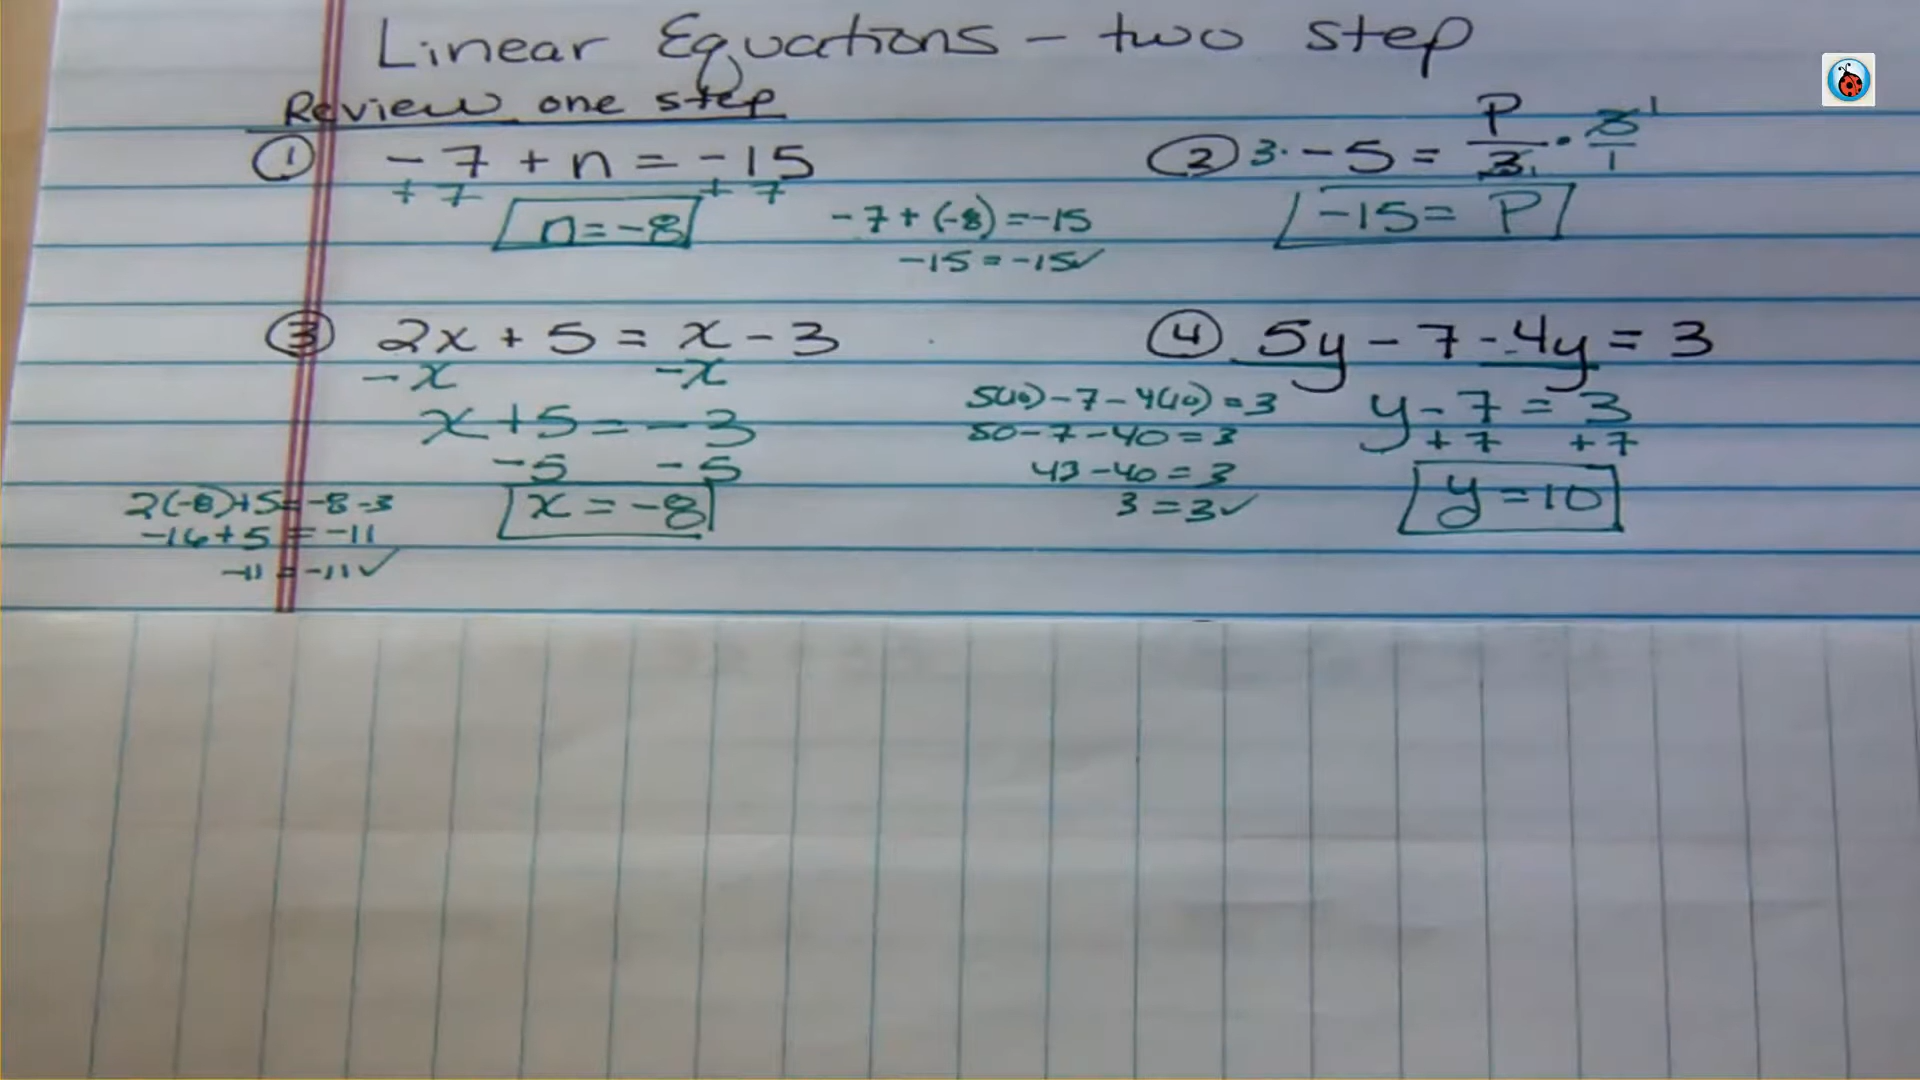 Linear Equations - two step
Review one step
① -7 + n = -15
+7 +7
n = -8
-7 + (-8) = -15
-15 = -15 ✓
② 3· -5 = P/3 · 3/1
1
-15 = P
③ 2x + 5 = x - 3
-x -x
x + 5 = -3
-5 -5
x = -8
2(-8)+5 = -8-3
-16+5 = -11
-11 = -11 ✓
④ 5y - 7 - 4y = 3
y - 7 = 3
+7 +7
y = 10
5(10) - 7 - 4(10) = 3
50 - 7 - 40 = 3
43 - 40 = 3
3 = 3 ✓